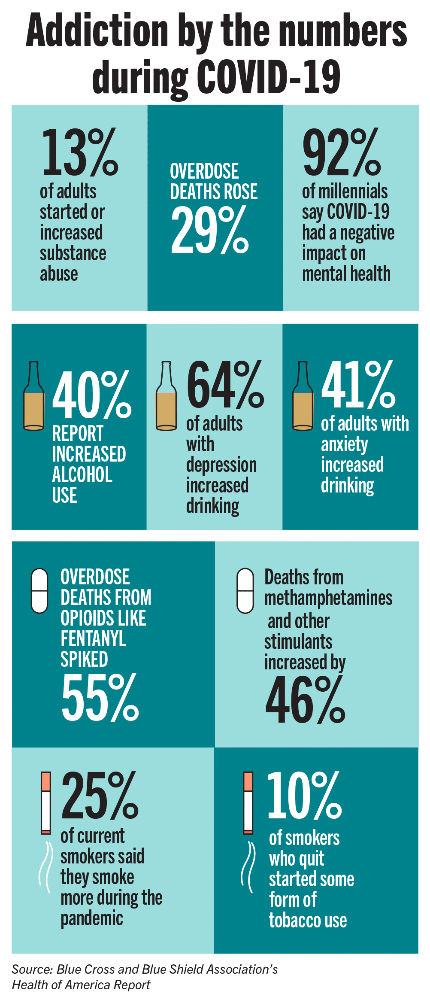 Addiction by the numbers
during COVID-19
13%
of adults
started or
increased
substance
abuse
OVERDOSE
DEATHS ROSE
29%
92%
of millennials
say COVID-19
had a negative
impact on
mental health
40%
REPORT
INCREASED
ALCOHOL
USE
64%
of adults
with
depression
increased
drinking
41%
of adults with
anxiety
increased
drinking
OVERDOSE
DEATHS FROM
OPIOIDS LIKE
FENTANYL
SPIKED
55%
Deaths from
methamphetamines
and other
stimulants
increased by
46%
25%
of current
smokers said
they smoke
more during the
pandemic
10%
of smokers
who quit
started some
form of
tobacco use
Source: Blue Cross and Blue Shield Association's
Health of America Report